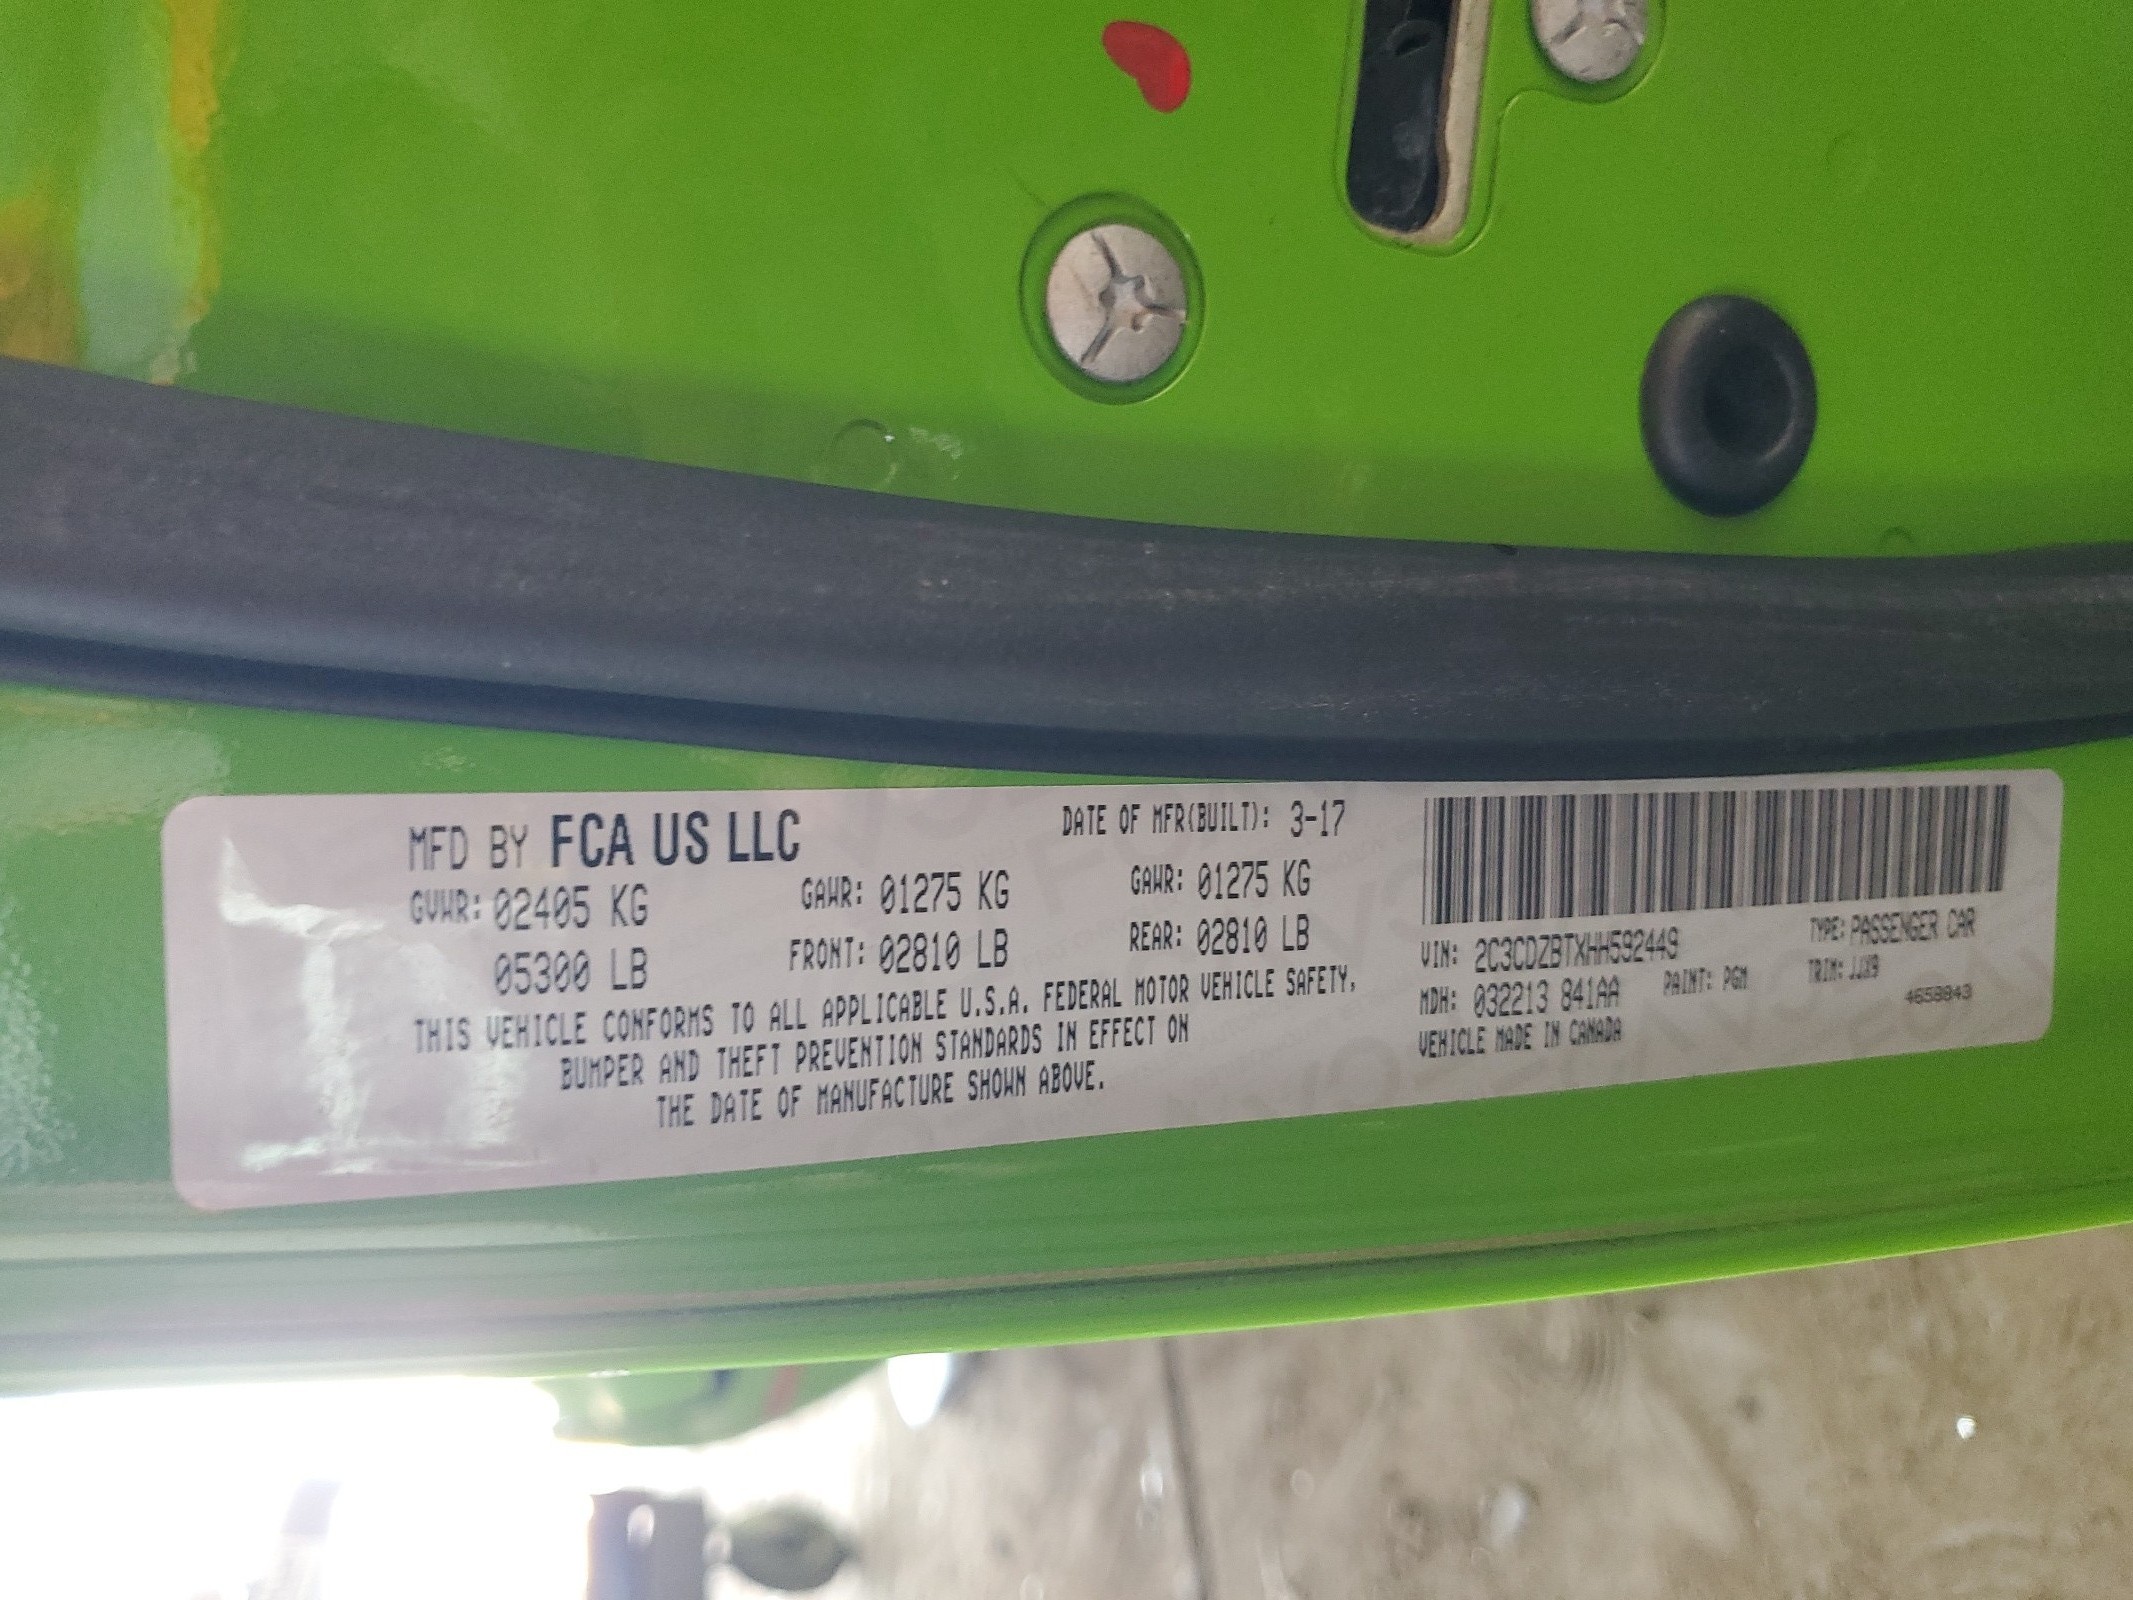 MFD BY FCA US LLC
DATE OF MFR(BUILT): 3-17
GVWR: 02405 KG
GAWR: 01275 KG
GAWR: 01275 KG
05300 LB
FRONT: 02810 LB
REAR: 02810 LB
THIS VEHICLE CONFORMS TO ALL APPLICABLE U.S.A. FEDERAL MOTOR VEHICLE SAFETY,
BUMPER AND THEFT PREVENTION STANDARDS IN EFFECT ON
THE DATE OF MANUFACTURE SHOWN ABOVE.
VIN: 2C3CDZBTXHH592449
TYPE: PASSENGER CAR
MDH: 032213 841AA
PAINT: PGM
TRIM: JJX9
4658843
VEHICLE MADE IN CANADA